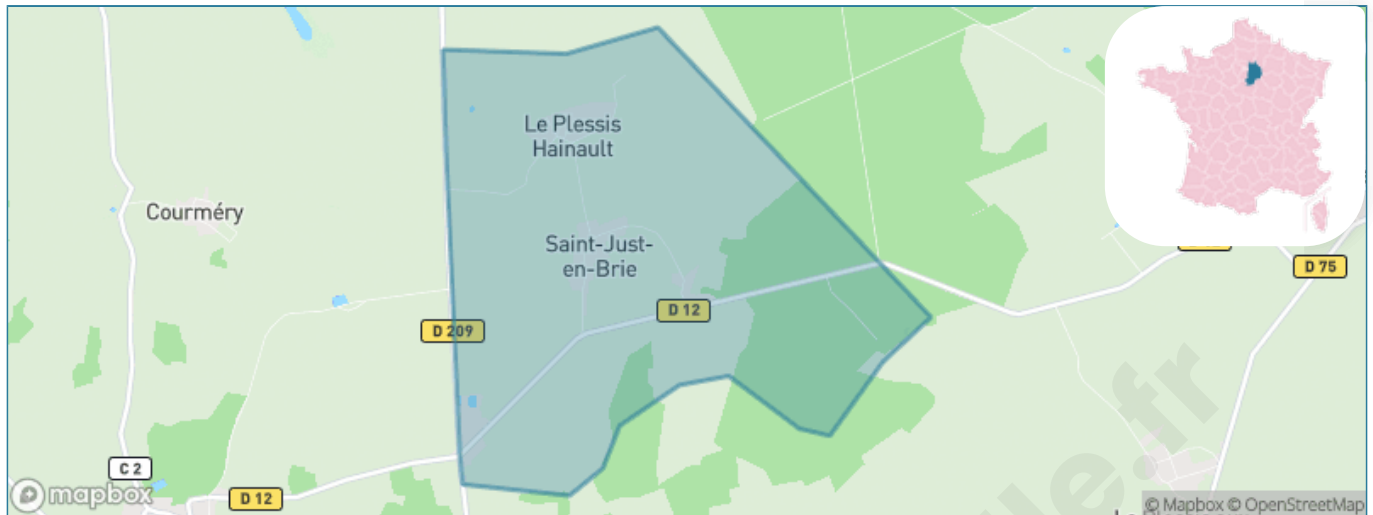 Le Plessis
Hainault
Courméry
Saint-Just-
en-Brie
D 75
D 12
D 209
C 2
D 12
mapbox
© Mapbox © OpenStreetMap